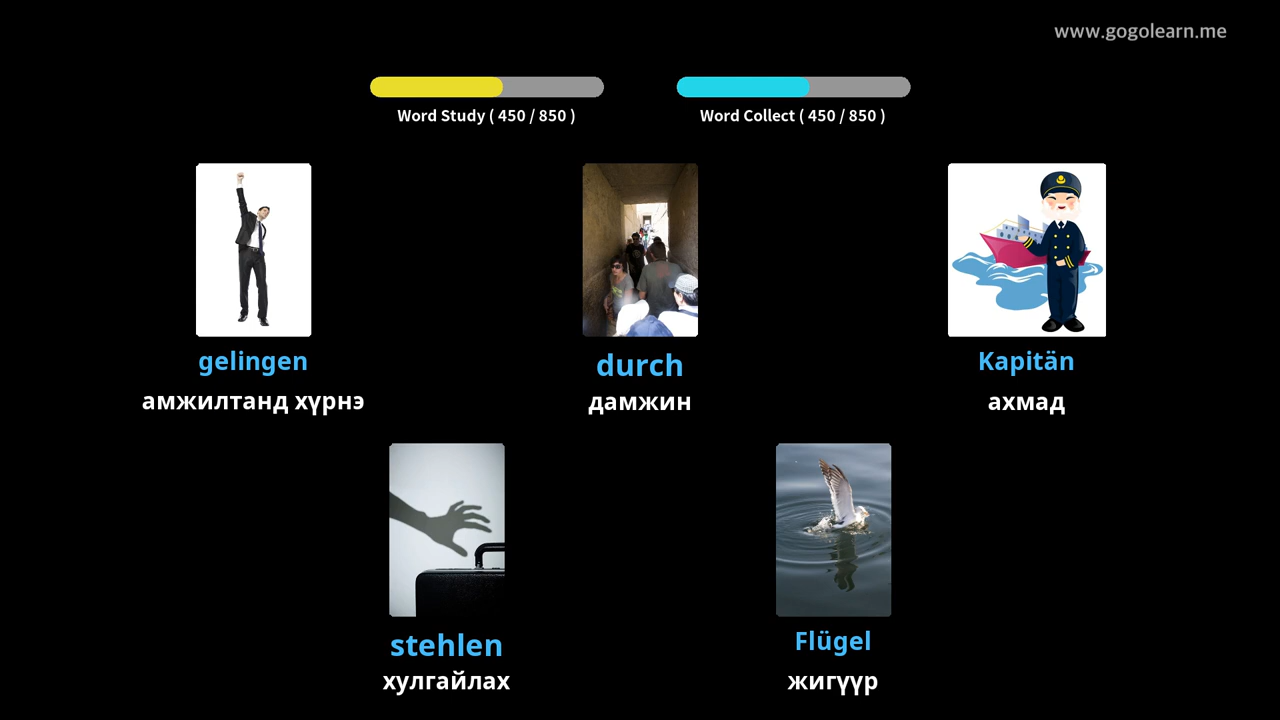 www.gogolearn.me
Word Study ( 450 / 850 )
Word Collect ( 450 / 850 )
gelingen
durch
Kapitän
амжилтанд хүрнэ
дамжин
ахмад
stehlen
Flügel
хулгайлах
жигүүр